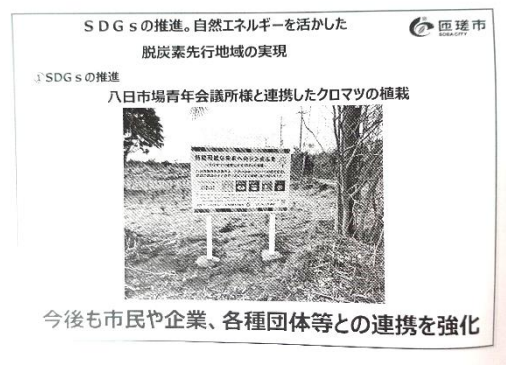 SDGsの推進。自然エネルギーを活かした
匝瑳市
SOSA CITY
脱炭素先行地域の実現
①SDGsの推進
八日市場青年会議所様と連携したクロマツの植栽
今後も市民や企業、各種団体等との連携を強化